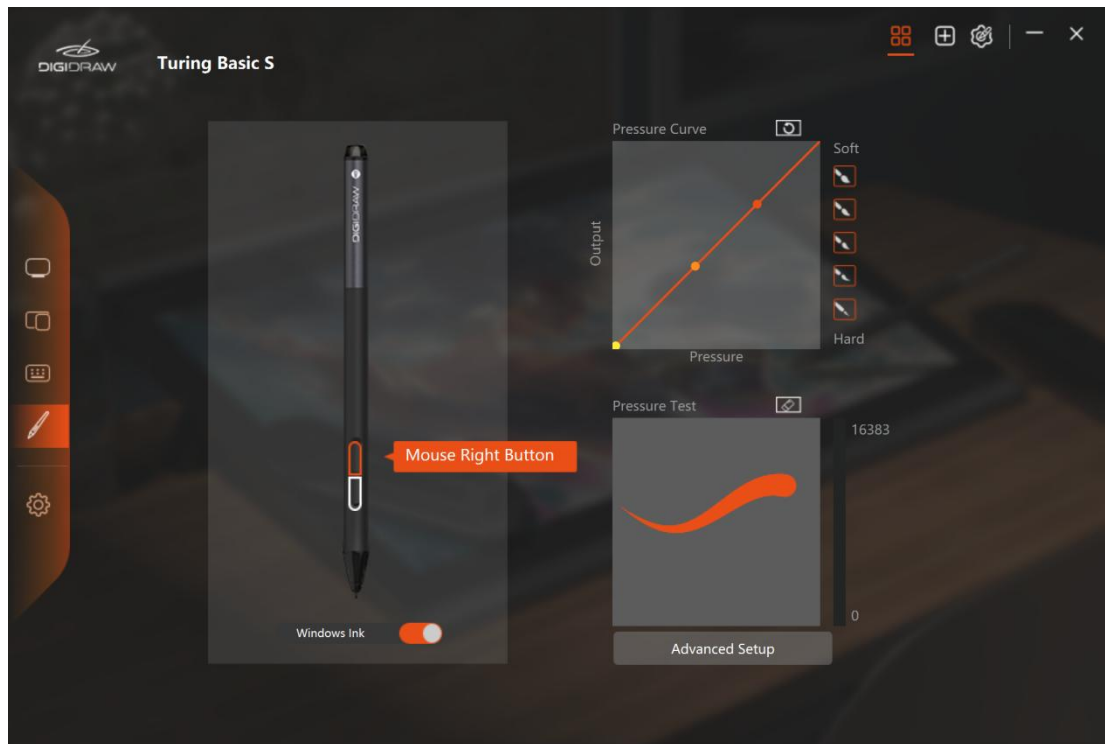 DIGIDRAW
Turing Basic S
DIGIDRAW
Mouse Right Button
Windows Ink
Pressure Curve
Soft
Output
Hard
Pressure
Pressure Test
16383
0
Advanced Setup